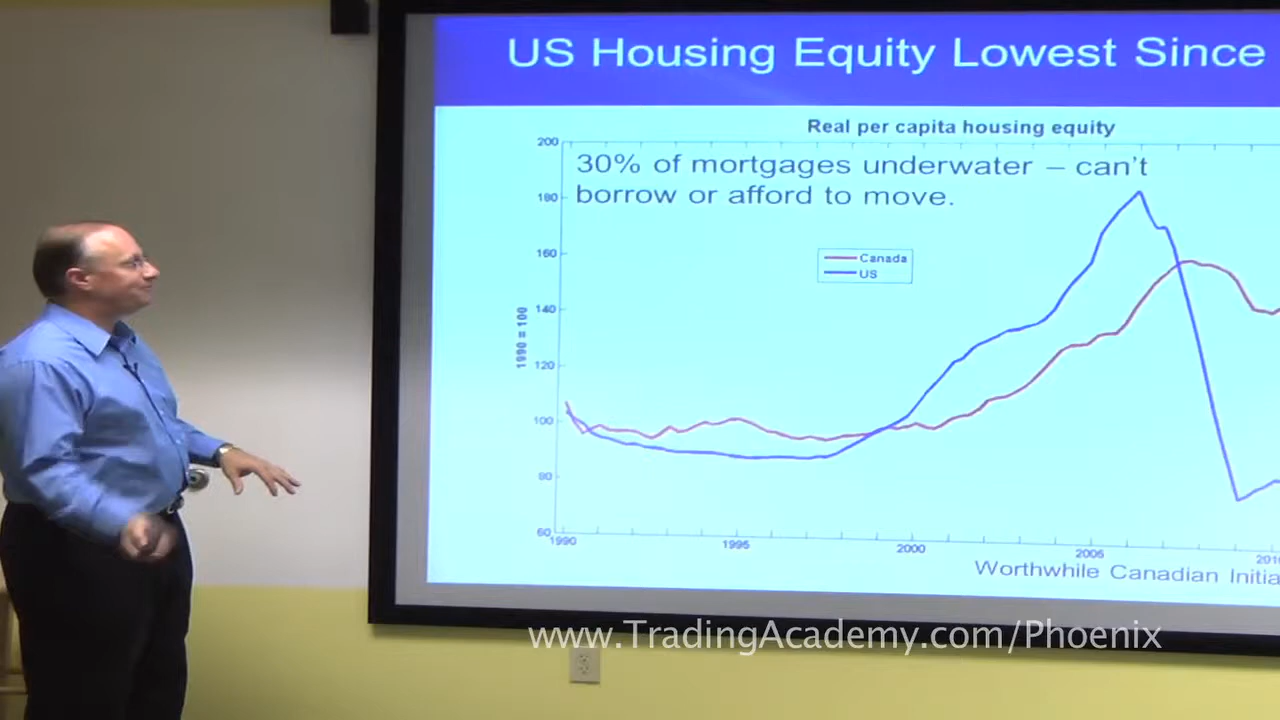 US Housing Equity Lowest Since
Real per capita housing equity
200
30% of mortgages underwater – can't
borrow or afford to move.
180
160
Canada
US
140
1990 = 100
120
100
80
60
1990
1995
2000
2005
2010
Worthwhile Canadian Initia
www.TradingAcademy.com/Phoenix